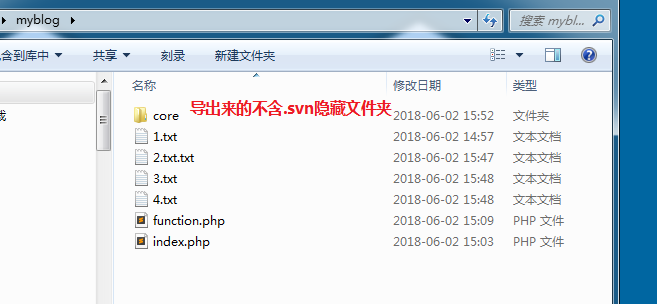 myblog
搜索 mybl...
含到库中
共享
刻录
新建文件夹
名称
修改日期
类型
导出来的不含.svn隐藏文件夹
core
2018-06-02 15:52
文件夹
1.txt
2018-06-02 14:57
文本文档
2.txt.txt
2018-06-02 15:47
文本文档
3.txt
2018-06-02 15:48
文本文档
4.txt
2018-06-02 15:48
文本文档
function.php
2018-06-02 15:09
PHP 文件
index.php
2018-06-02 15:03
PHP 文件